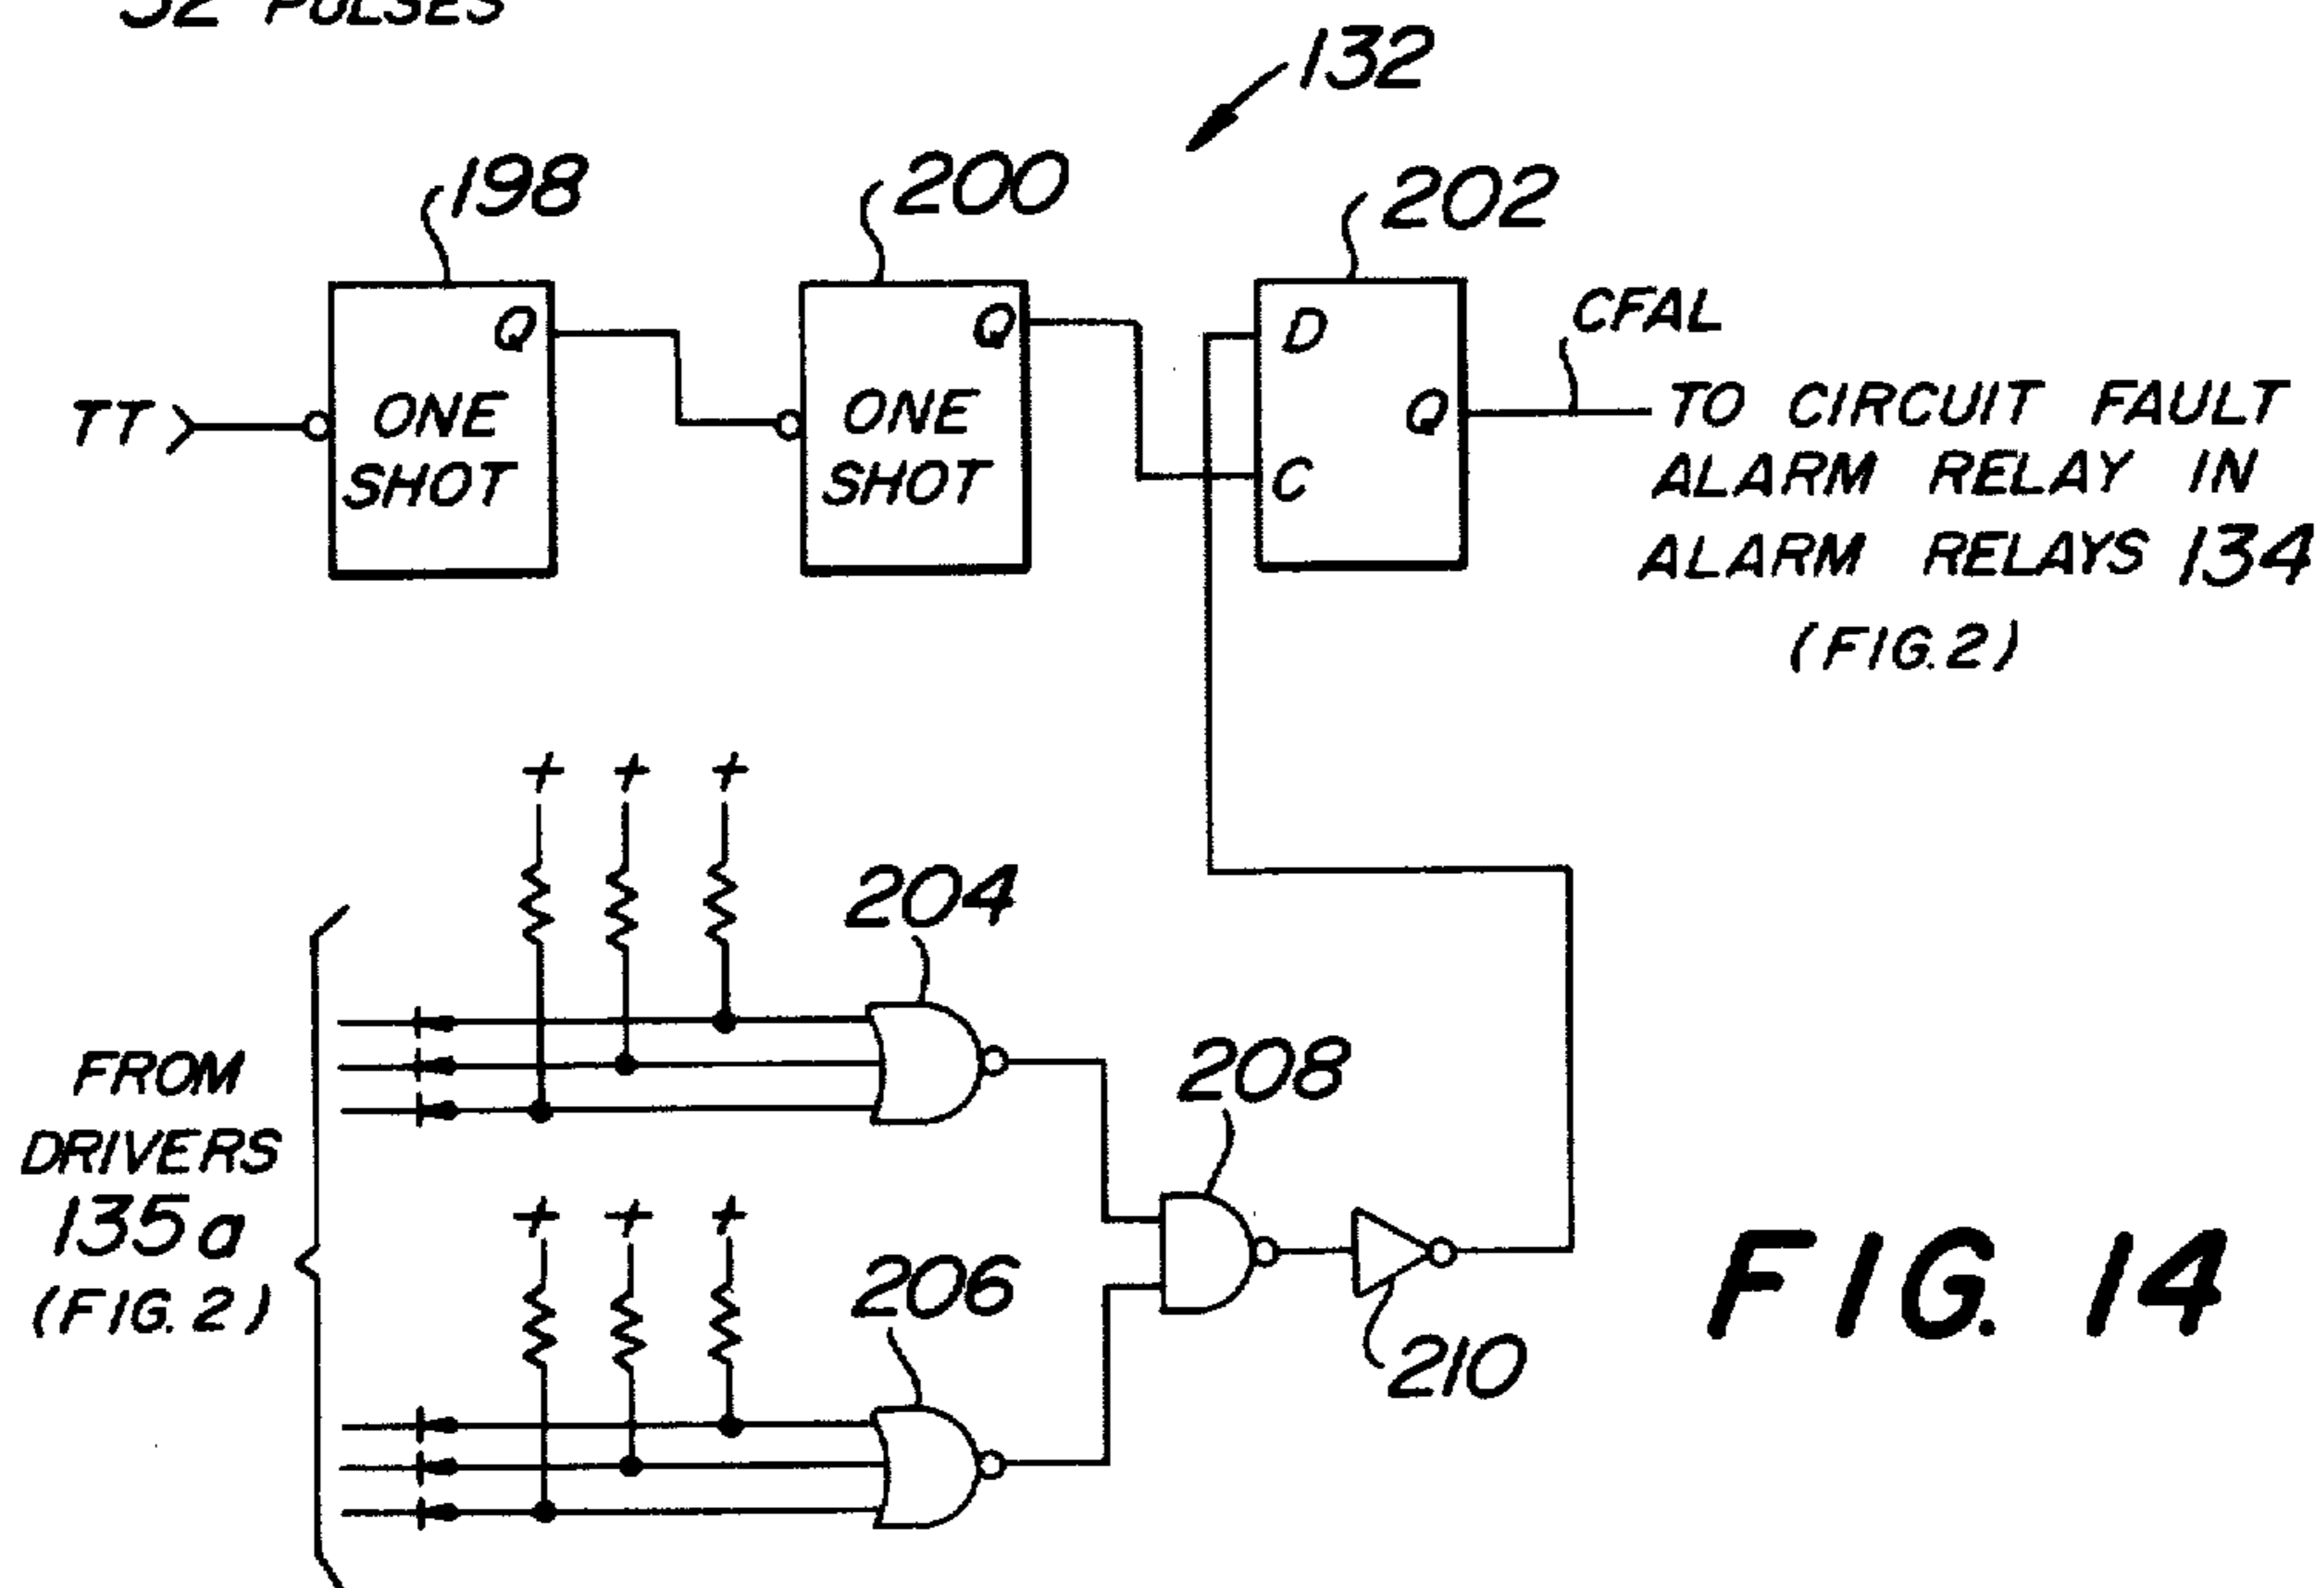 PULSES
132
198
200
202
Q
ONE
SHOT
Q
ONE
SHOT
D
Q
C
TT
CFAL
TO CIRCUIT FAULT
ALARM RELAY IN
ALARM RELAYS 134
(FIG. 2)
+ + +
204
FROM
DRIVERS
135a
(FIG. 2)
208
+ + +
206
210
FIG. 14